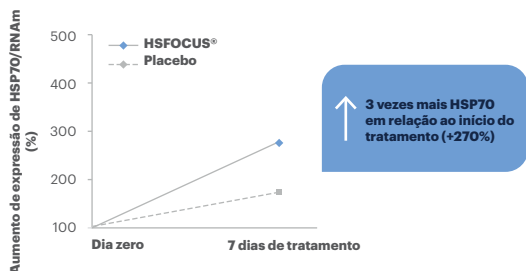 Aumento de expressão de HSP70/RNAm
(%)
500
400
300
200
100
HSFOCUS®
Placebo
Dia zero
7 dias de tratamento
3 vezes mais HSP70
em relação ao início do
tratamento (+270%)